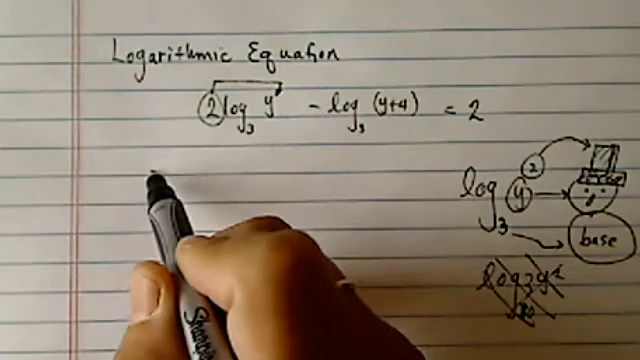 Logarithmic Equation
2log₃ y - log₃ (y+4) = 2
2
log₃ y
base
Sharpie